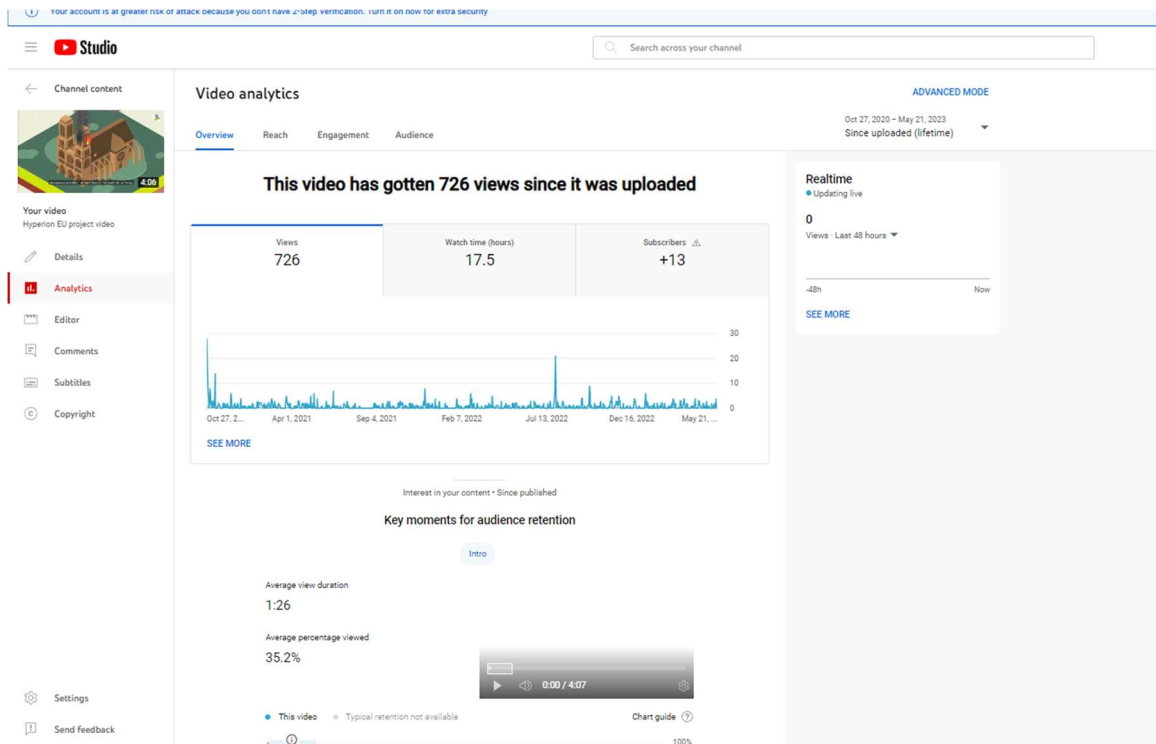 Your account is at greater risk of attack because you don't have 2-Step Verification. Turn it on now for extra security
Studio
Search across your channel
Channel content
4:06
Your video
Hyperion EU project video
Details
Analytics
Editor
Comments
Subtitles
Copyright
Settings
Send feedback
Video analytics
ADVANCED MODE
Overview
Reach
Engagement
Audience
Oct 27, 2020 – May 21, 2023
Since uploaded (lifetime)
This video has gotten 726 views since it was uploaded
Views
726
Watch time (hours)
17.5
Subscribers
+13
30
20
10
0
Oct 27, 2...
Apr 1, 2021
Sep 4, 2021
Feb 7, 2022
Jul 13, 2022
Dec 16, 2022
May 21, ...
SEE MORE
Realtime
Updating live
0
Views · Last 48 hours
-48h
Now
SEE MORE
Interest in your content • Since published
Key moments for audience retention
Intro
Average view duration
1:26
Average percentage viewed
35.2%
0:00 / 4:07
This video
Typical retention not available
Chart guide
100%